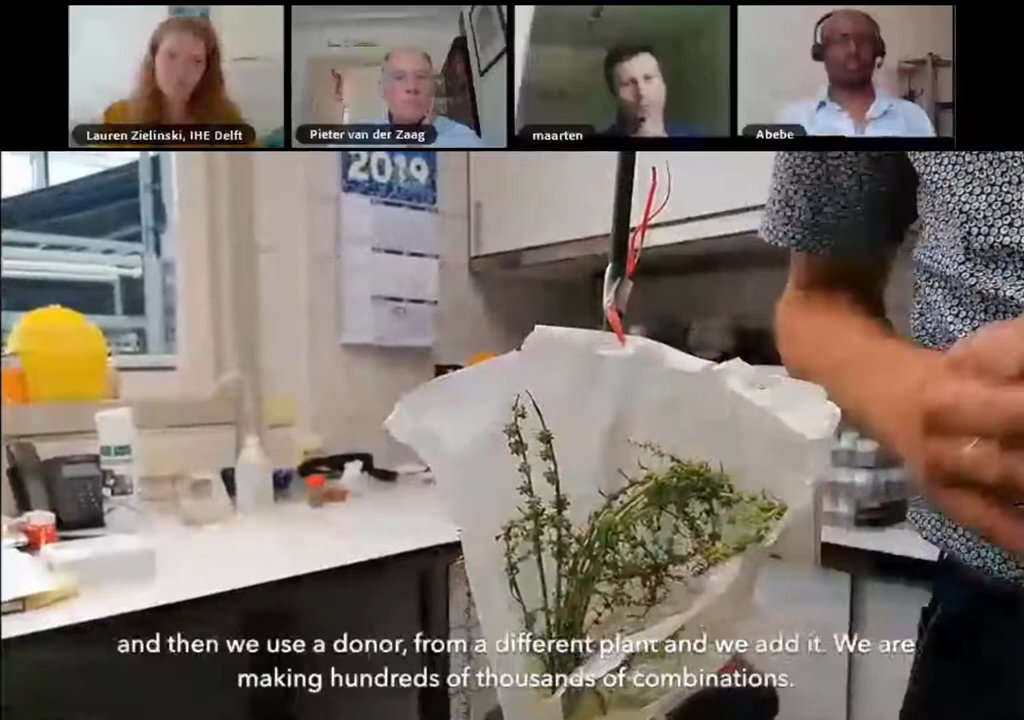 Lauren Zielinski, IHE Delft
Pieter van der Zaag
maarten
Abebe
2019
and then we use a donor, from a different plant and we add it. We are
making hundreds of thousands of combinations.